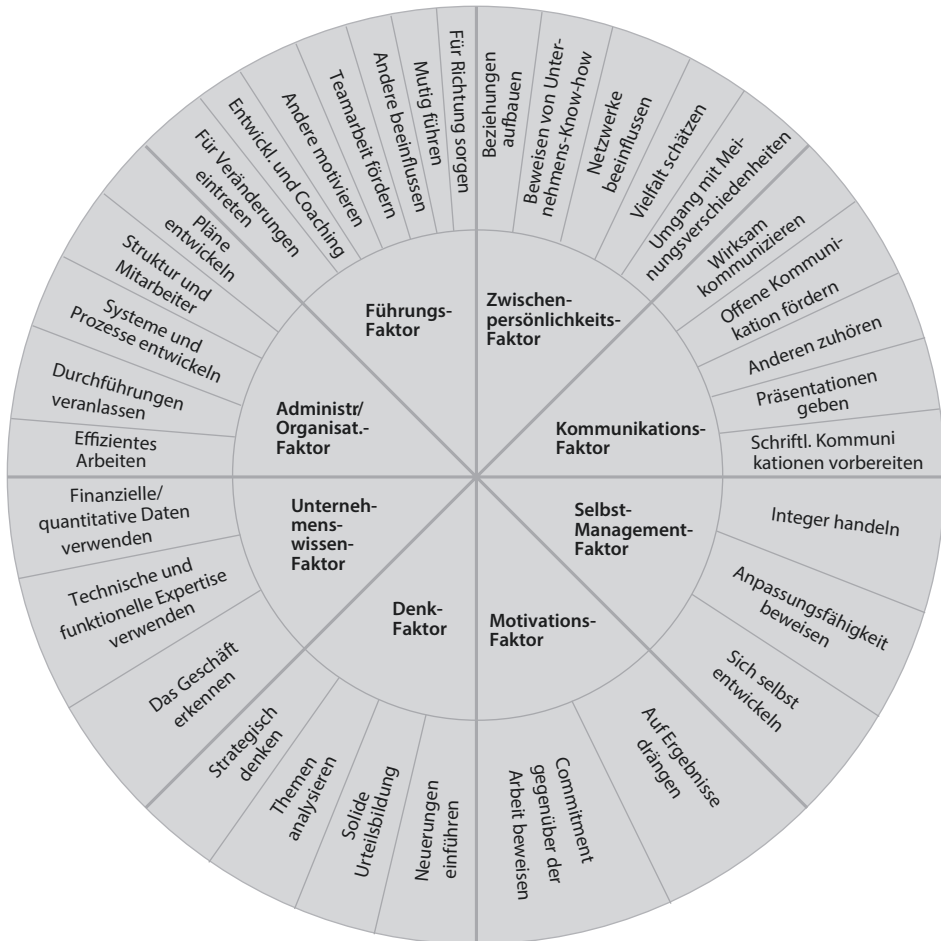 Für Richtung sorgen
Mutig führen
Andere beeinflussen
Teamarbeit fördern
Andere motivieren
Entwickl. und Coaching
Für Veränderungen
eintreten
Führungs-
Faktor
Beziehungen
aufbauen
Beweisen von Unter-
nehmens-Know-how
Netzwerke
beeinflussen
Vielfalt schätzen
Umgang mit Mei-
nungsverschiedenheiten
Zwischen-
persönlichkeits-
Faktor
Wirksam
kommunizieren
Offene Kommuni-
kation fördern
Anderen zuhören
Präsentationen
geben
Schriftl. Kommuni
kationen vorbereiten
Kommunikations-
Faktor
Integer handeln
Anpassungsfähigkeit
beweisen
Sich selbst
entwickeln
Selbst-
Management-
Faktor
Auf Ergebnisse
drängen
Commitment
gegenüber der
Arbeit beweisen
Motivations-
Faktor
Neuerungen
einführen
Solide
Urteilsbildung
Themen
analysieren
Strategisch
denken
Denk-
Faktor
Das Geschäft
erkennen
Technische und
funktionelle Expertise
verwenden
Finanzielle/
quantitative Daten
verwenden
Unterneh-
mens-
wissen-
Faktor
Effizientes
Arbeiten
Durchführungen
veranlassen
Systeme und
Prozesse entwickeln
Struktur und
Mitarbeiter
Pläne
entwickeln
Administr/
Organisat.-
Faktor